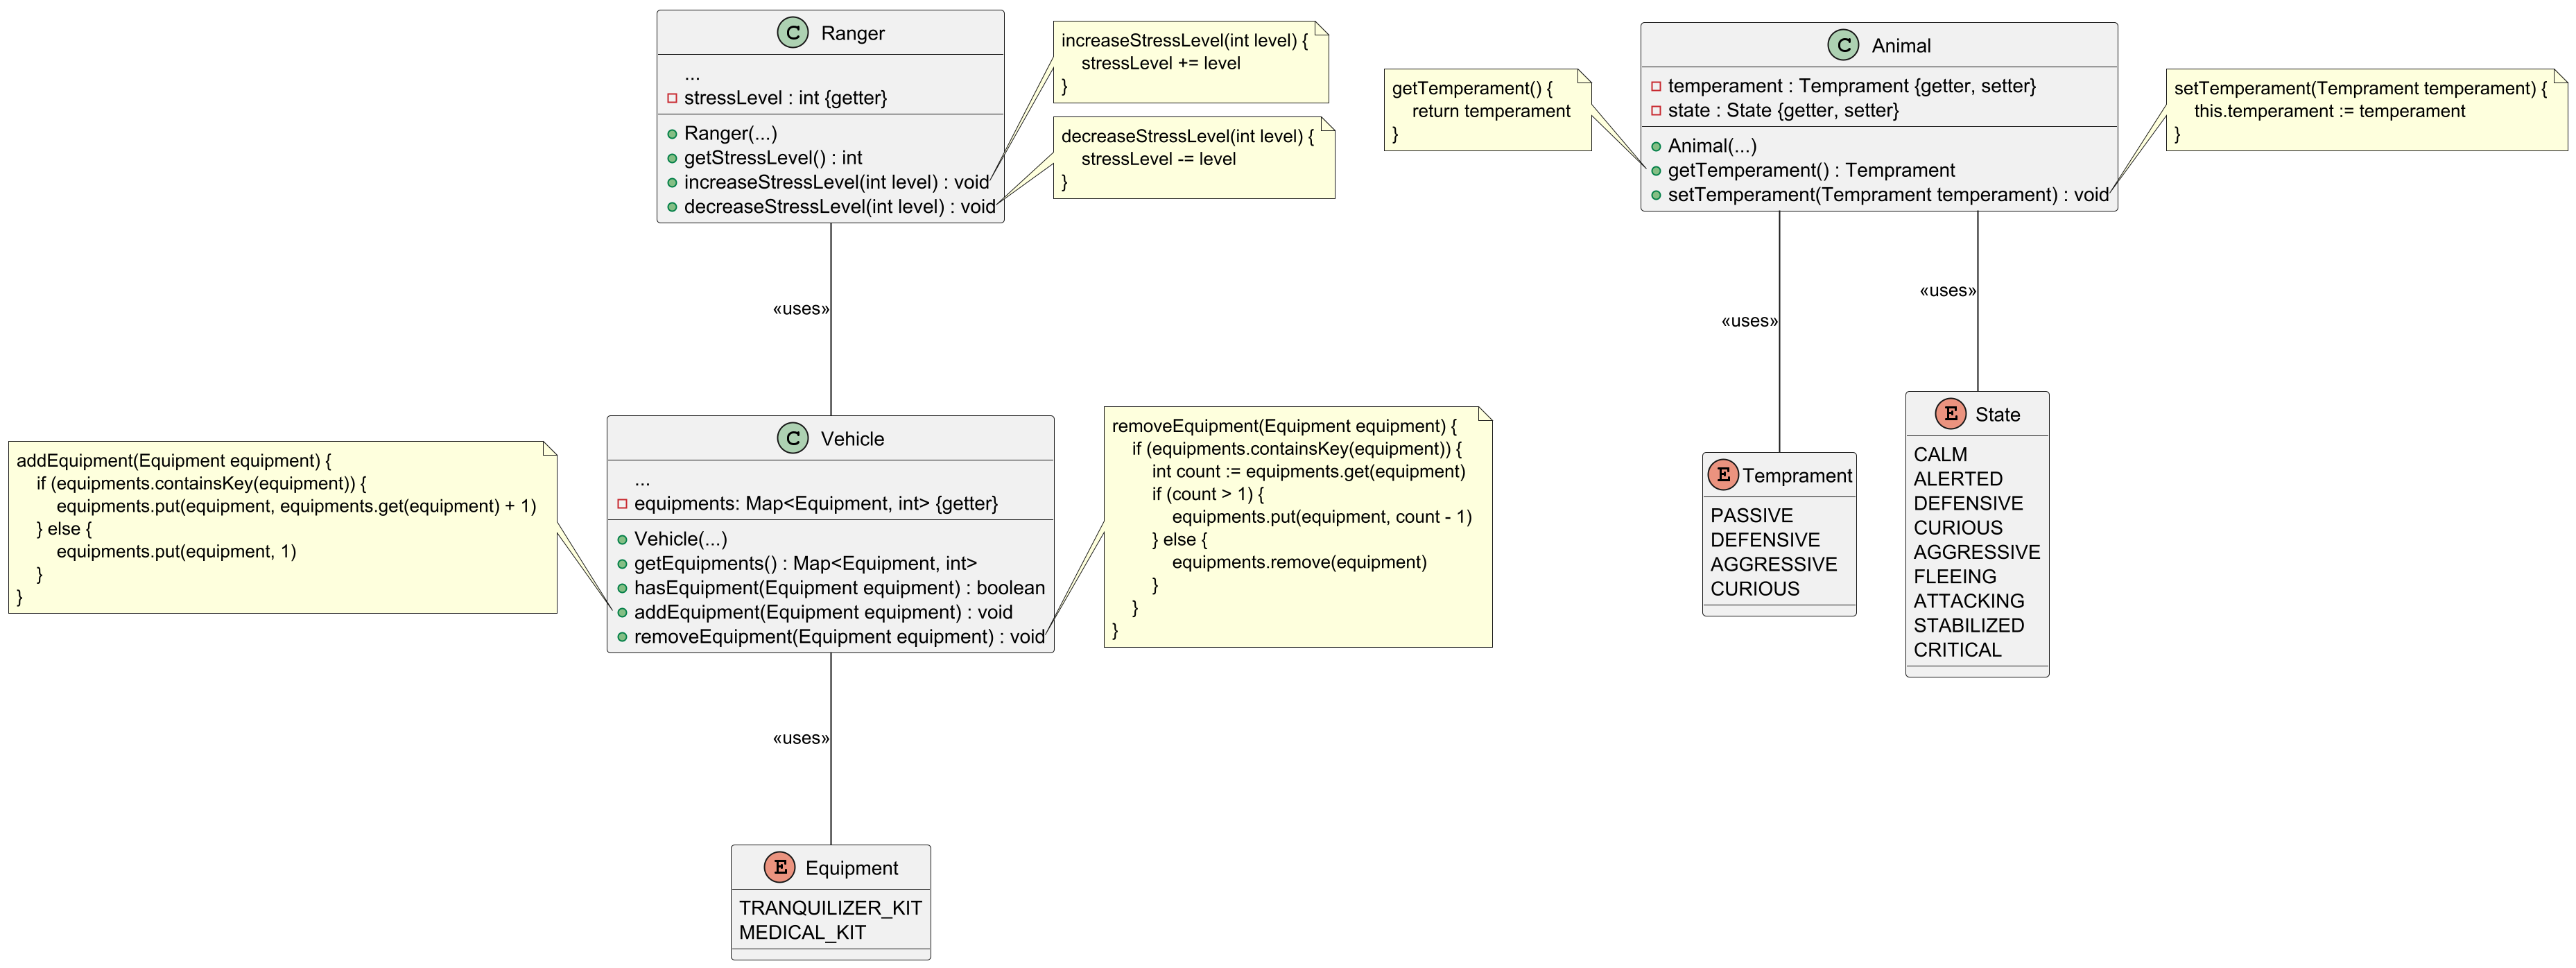 C Ranger
...
stressLevel : int {getter}
Ranger(...)
getStressLevel() : int
increaseStressLevel(int level) : void
decreaseStressLevel(int level) : void
increaseStressLevel(int level) {
stressLevel += level
}
decreaseStressLevel(int level) {
stressLevel -= level
}
getTemperament() {
return temperament
}
C Animal
temperament : Temprament {getter, setter}
state : State {getter, setter}
Animal(...)
getTemperament() : Temprament
setTemperament(Temprament temperament) : void
setTemperament(Temprament temperament) {
this.temperament := temperament
}
«uses»
«uses»
«uses»
addEquipment(Equipment equipment) {
if (equipments.containsKey(equipment)) {
equipments.put(equipment, equipments.get(equipment) + 1)
} else {
equipments.put(equipment, 1)
}
}
C Vehicle
...
equipments: Map<Equipment, int> {getter}
Vehicle(...)
getEquipments() : Map<Equipment, int>
hasEquipment(Equipment equipment) : boolean
addEquipment(Equipment equipment) : void
removeEquipment(Equipment equipment) : void
removeEquipment(Equipment equipment) {
if (equipments.containsKey(equipment)) {
int count := equipments.get(equipment)
if (count > 1) {
equipments.put(equipment, count - 1)
} else {
equipments.remove(equipment)
}
}
}
E Temprament
PASSIVE
DEFENSIVE
AGGRESSIVE
CURIOUS
E State
CALM
ALERTED
DEFENSIVE
CURIOUS
AGGRESSIVE
FLEEING
ATTACKING
STABILIZED
CRITICAL
«uses»
E Equipment
TRANQUILIZER_KIT
MEDICAL_KIT